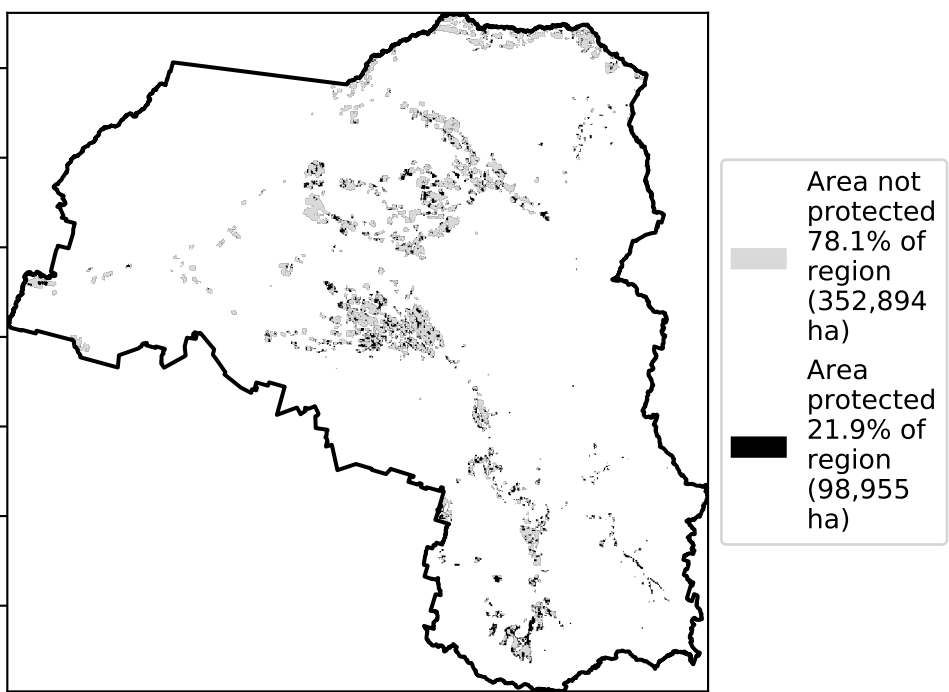 Area not
protected
78.1% of
region
(352,894
ha)
Area
protected
21.9% of
region
(98,955
ha)